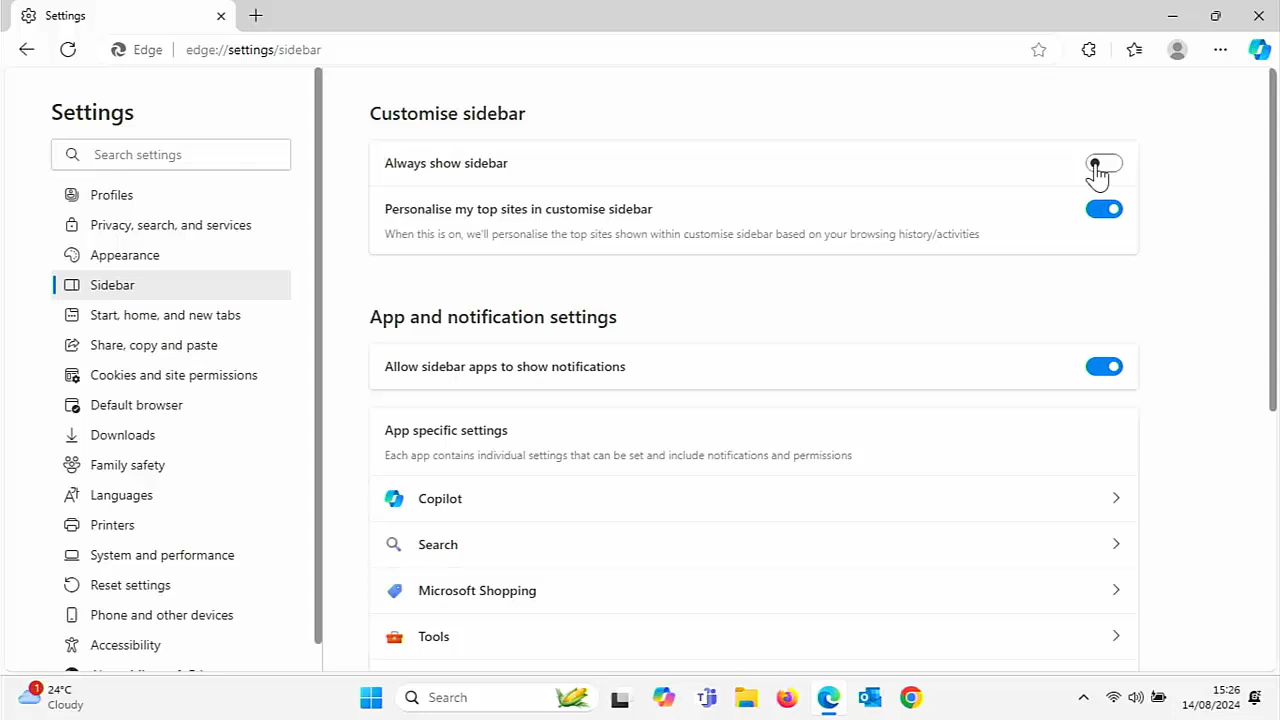 Settings
Edge
edge://settings/sidebar
Settings
Search settings
Profiles
Privacy, search, and services
Appearance
Sidebar
Start, home, and new tabs
Share, copy and paste
Cookies and site permissions
Default browser
Downloads
Family safety
Languages
Printers
System and performance
Reset settings
Phone and other devices
Accessibility
Customise sidebar
Always show sidebar
Personalise my top sites in customise sidebar
When this is on, we'll personalise the top sites shown within customise sidebar based on your browsing history/activities
App and notification settings
Allow sidebar apps to show notifications
App specific settings
Each app contains individual settings that can be set and include notifications and permissions
Copilot
Search
Microsoft Shopping
Tools
1
24°C
Cloudy
Search
15:26
14/08/2024